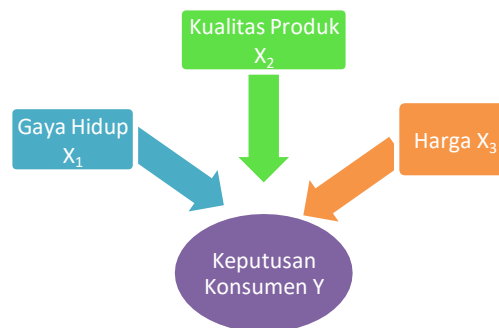 Kualitas Produk
X₂
Gaya Hidup
X₁
Harga X₃
Keputusan
Konsumen Y